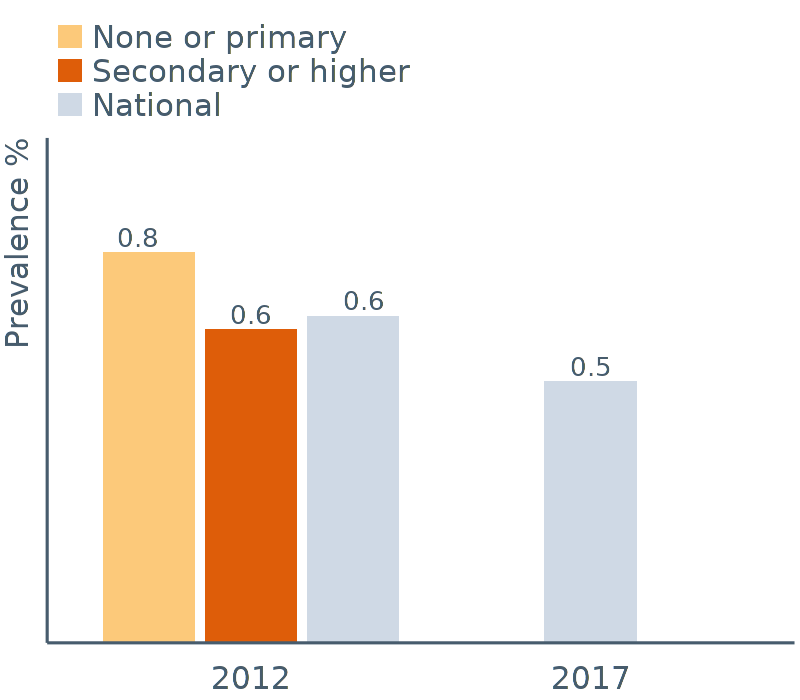 None or primary
Secondary or higher
National
Prevalence %
0.8
0.6
0.6
0.5
2012
2017